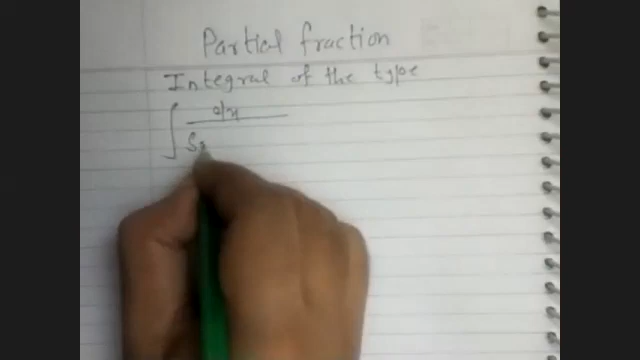 Partial fraction
Integral of the type
∫ dx
S